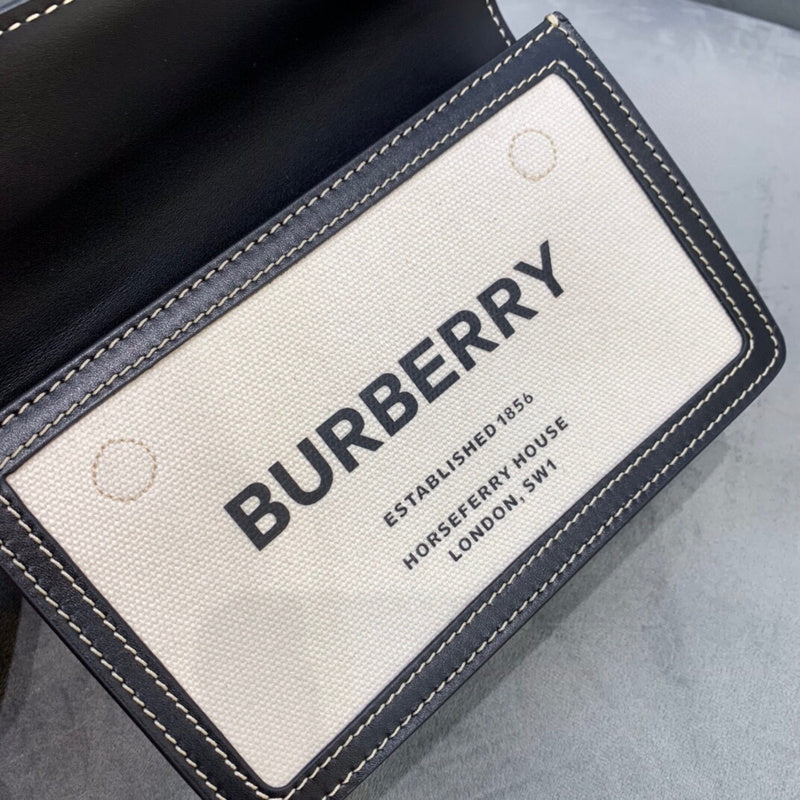 BURBERRY
ESTABLISHED 1856
HORSEFERRY HOUSE
LONDON, SW1